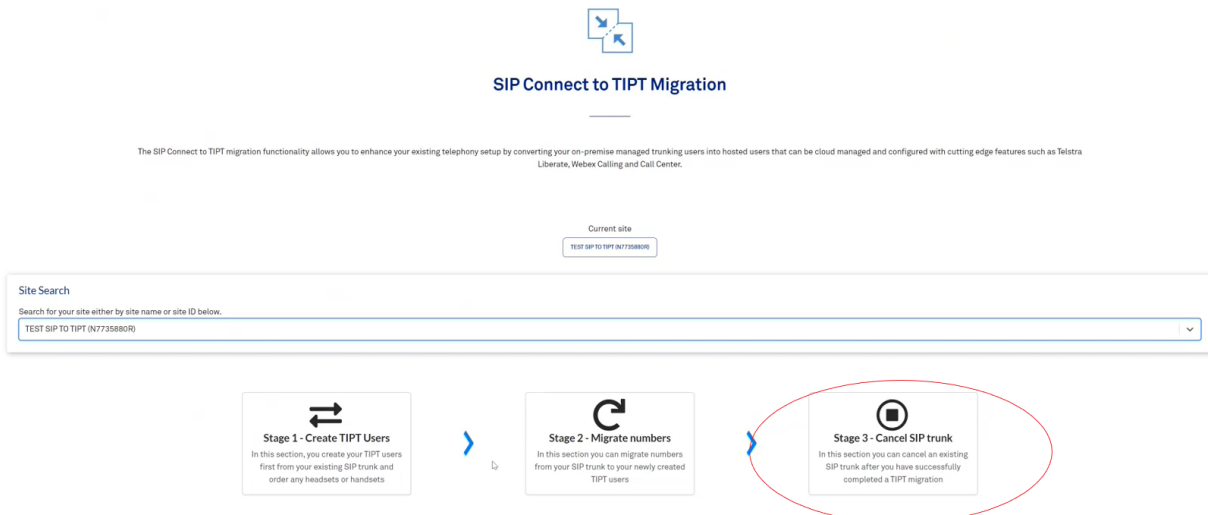 SIP Connect to TIPT Migration
The SIP Connect to TIPT migration functionality allows you to enhance your existing telephony setup by converting your on-premise managed trunking users into hosted users that can be cloud managed and configured with cutting edge features such as Telstra
Liberate, Webex Calling and Call Center.
Current site
TEST SIP TO TIPT (N7735880R)
Site Search
Search for your site either by site name or site ID below.
TEST SIP TO TIPT (N7735880R)
Stage 1 - Create TIPT Users
In this section, you create your TIPT users
first from your existing SIP trunk and
order any headsets or handsets
Stage 2 - Migrate numbers
In this section you can migrate numbers
from your SIP trunk to your newly created
TIPT users
Stage 3 - Cancel SIP trunk
In this section you can cancel an existing
SIP trunk after you have successfully
completed a TIPT migration